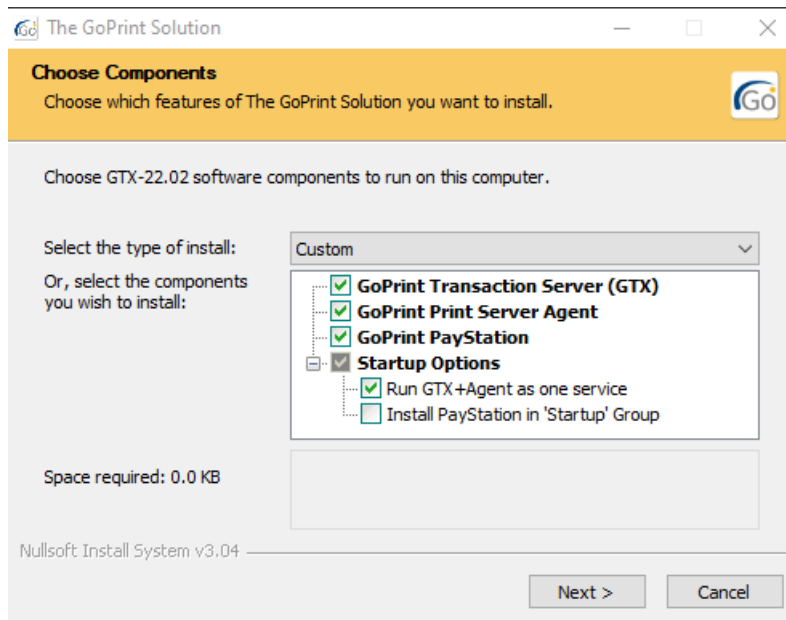 Go The GoPrint Solution
Choose Components
Choose which features of The GoPrint Solution you want to install.
Go
Choose GTX-22.02 software components to run on this computer.
Select the type of install:
Custom
Or, select the components
you wish to install:
GoPrint Transaction Server (GTX)
GoPrint Print Server Agent
GoPrint PayStation
Startup Options
Run GTX+Agent as one service
Install PayStation in 'Startup' Group
Space required: 0.0 KB
Nullsoft Install System v3.04
Next >
Cancel